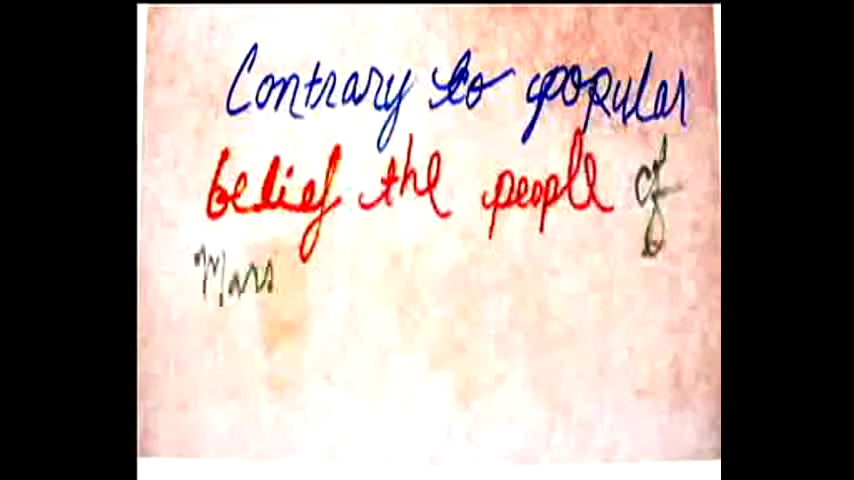 Contrary to popular
belief the people of
Mars